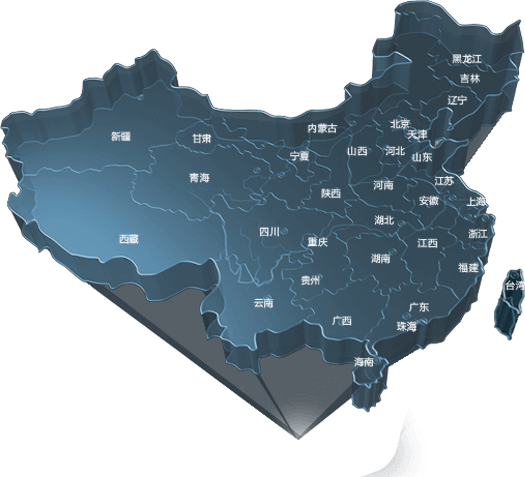 黑龙江
吉林
辽宁
北京
内蒙古
天津
新疆
甘肃
山西
河北
宁夏
山东
青海
江苏
河南
陕西
安徽
上海
湖北
四川
浙江
西藏
重庆
江西
湖南
福建
贵州
台湾
云南
广东
广西
珠海
海南